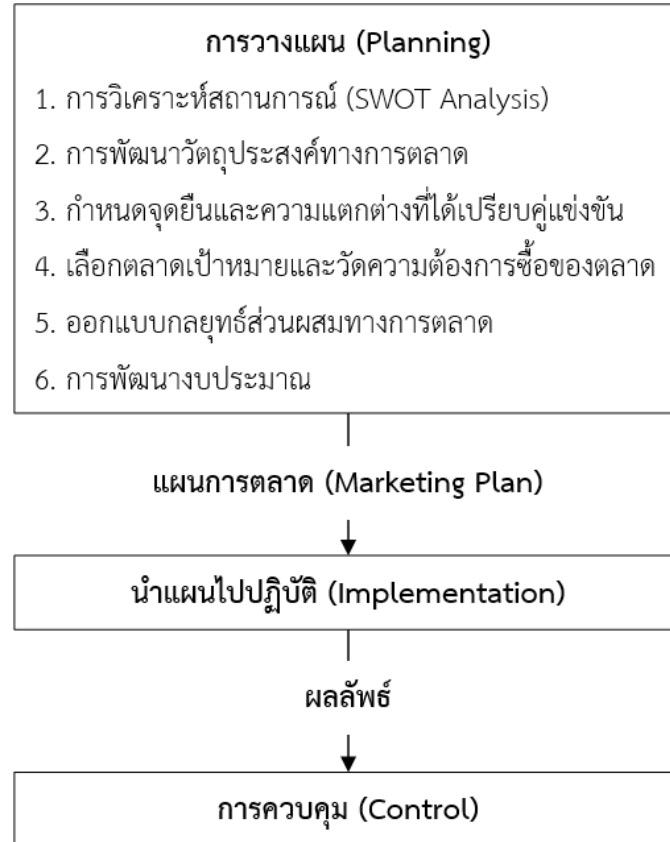 การวางแผน (Planning)
1. การวิเคราะห์สถานการณ์ (SWOT Analysis)
2. การพัฒนาวัตถุประสงค์ทางการตลาด
3. กำหนดจุดยืนและความแตกต่างที่ได้เปรียบคู่แข่งขัน
4. เลือกตลาดเป้าหมายและวัดความต้องการซื้อของตลาด
5. ออกแบบกลยุทธ์ส่วนผสมทางการตลาด
6. การพัฒนางบประมาณ
แผนการตลาด (Marketing Plan)
นำแผนไปปฏิบัติ (Implementation)
ผลลัพธ์
การควบคุม (Control)